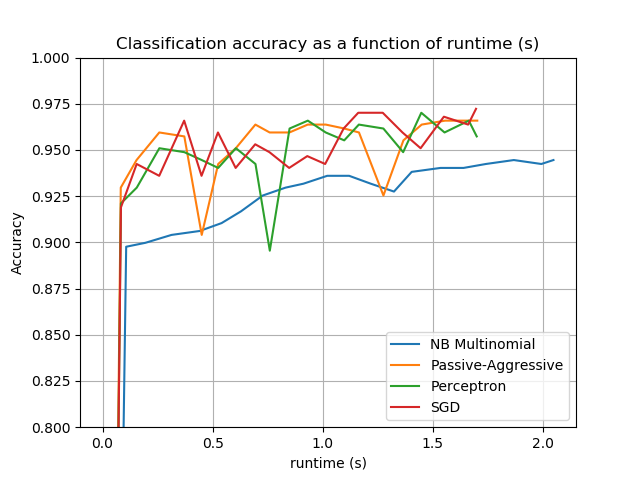 Classification accuracy as a function of runtime (s)
1.000
0.975
0.950
0.925
0.900
0.875
0.850
0.825
0.800
Accuracy
NB Multinomial
Passive-Aggressive
Perceptron
SGD
0.0 0.5 1.0 1.5 2.0
runtime (s)